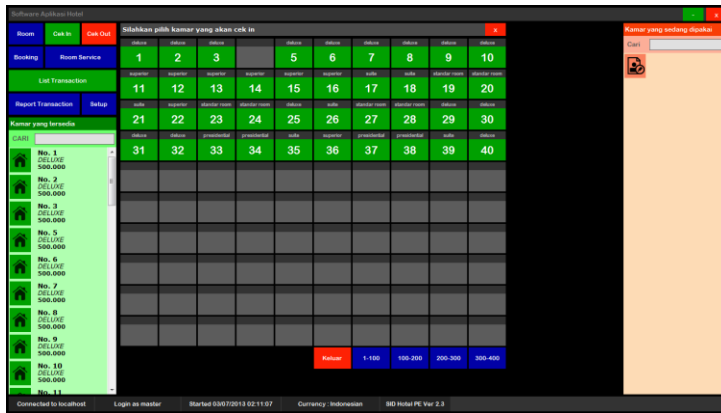 Software Aplikasi Hotel
- x
Room Cek In Cek Out
Booking Room Service
List Transaction
Report Transaction Setup
Kamar yang tersedia
CARI
No. 1
DELUXE
500.000
No. 2
DELUXE
500.000
No. 3
DELUXE
500.000
No. 5
DELUXE
500.000
No. 6
DELUXE
500.000
No. 7
DELUXE
500.000
No. 8
DELUXE
500.000
No. 9
DELUXE
500.000
No. 10
DELUXE
500.000
No. 11
Silahkan pilih kamar yang akan cek in x
deluxe deluxe deluxe deluxe deluxe deluxe deluxe deluxe deluxe
1 2 3 5 6 7 8 9 10
superior superior superior superior superior superior suite suite standar room standar room
11 12 13 14 15 16 17 18 19 20
suite suite standar room standar room deluxe suite standar room standar room deluxe deluxe
21 22 23 24 25 26 27 28 29 30
deluxe deluxe presidential presidential suite superior presidential presidential suite deluxe
31 32 33 34 35 36 37 38 39 40
Keluar 1-100 100-200 200-300 300-400
Kamar yang sedang dipakai
Cari
Connected to localhost Login as master Started 03/07/2013 02:11:07 Currency : Indonesian SID Hotel PE Ver 2.3